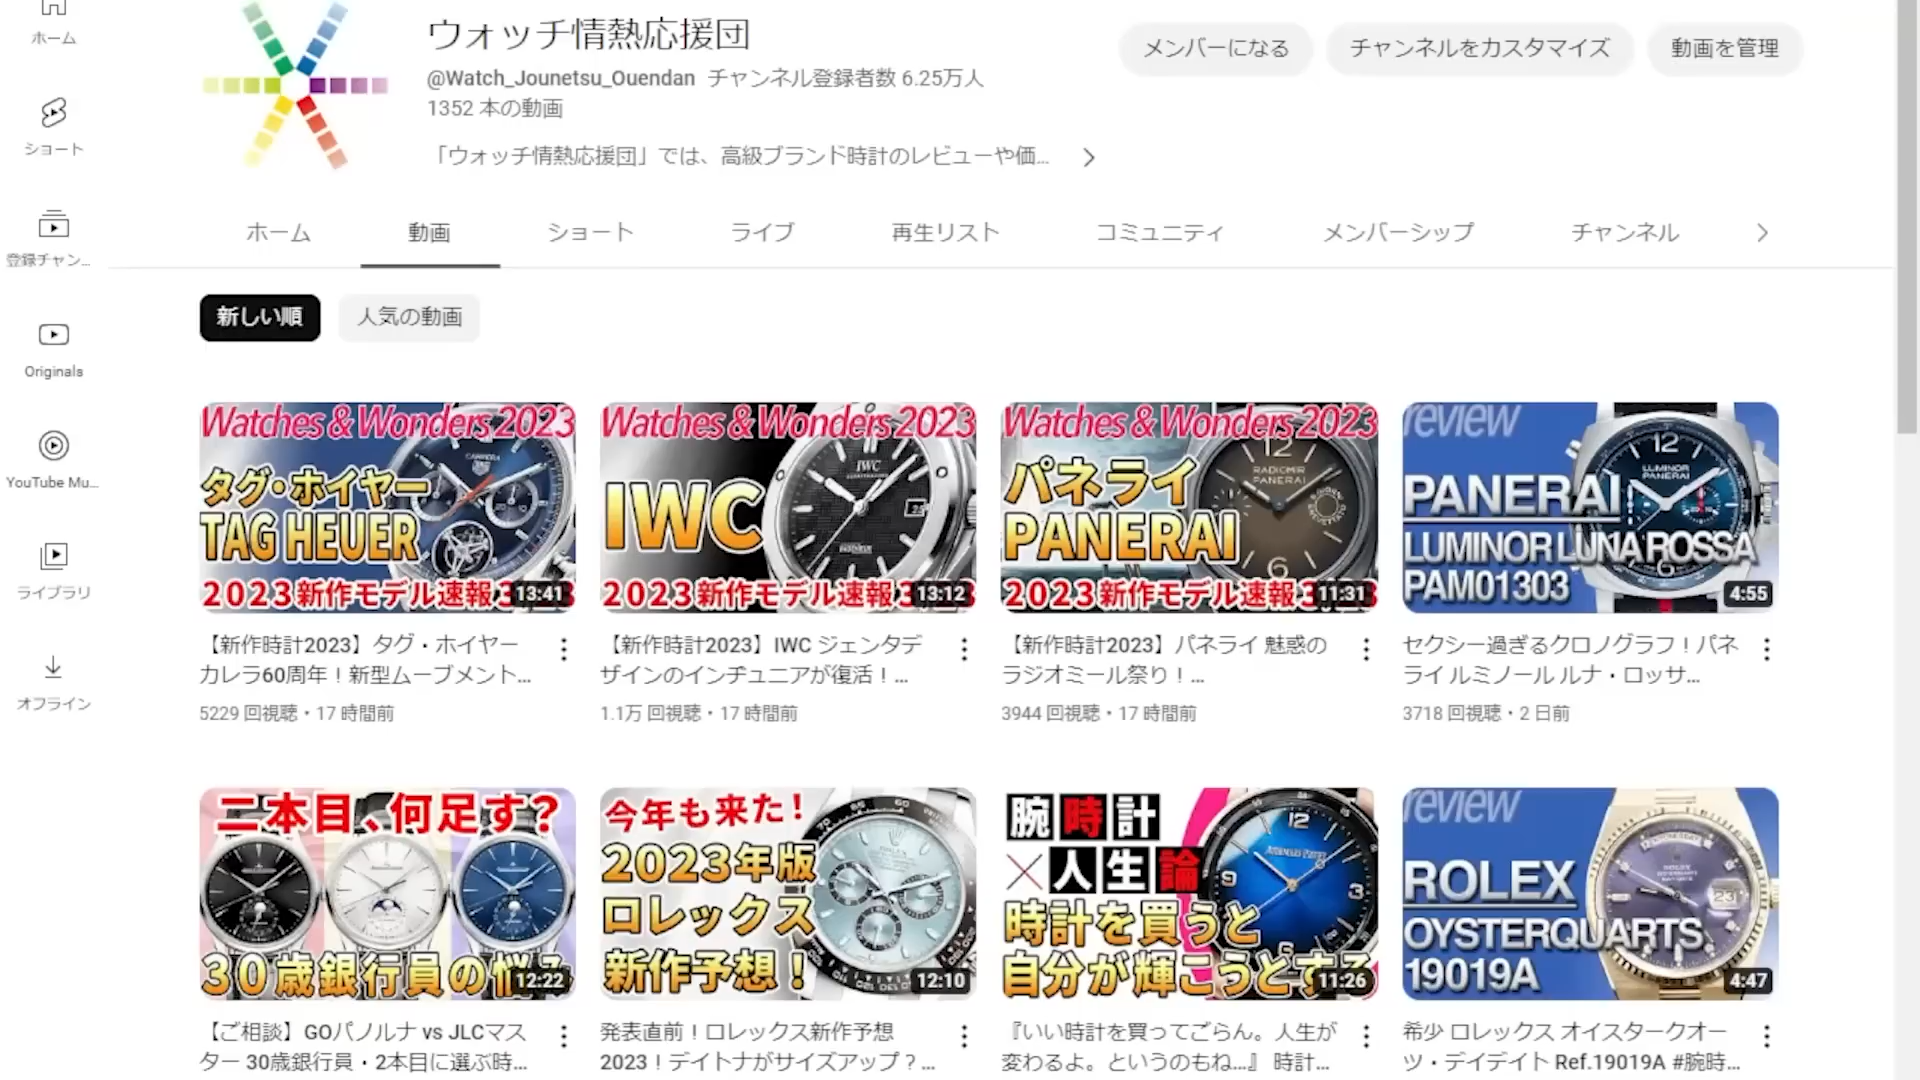 ホーム
ショート
登録チャン...
Originals
YouTube Mu...
ライブラリ
オフライン
ウォッチ情熱応援団
@Watch_Jounetsu_Ouendan チャンネル登録者数 6.25万人
1352 本の動画
「ウォッチ情熱応援団」では、高級ブランド時計のレビューや価...
メンバーになる
チャンネルをカスタマイズ
動画を管理
ホーム 動画 ショート ライブ 再生リスト コミュニティ メンバーシップ チャンネル
新しい順 人気の動画
Watches & Wonders 2023
タグ・ホイヤー
TAG HEUER
2023新作モデル速報
13:41
【新作時計2023】タグ・ホイヤー
カレラ60周年！新型ムーブメント...
5229 回視聴・17 時間前
Watches & Wonders 2023
IWC
IWC
2023新作モデル速報
13:12
【新作時計2023】IWC ジェンタデ
ザインのインヂュニアが復活！...
1.1万 回視聴・17 時間前
Watches & Wonders 2023
パネライ
PANERAI
RADIOMIR
PANERAI
2023新作モデル速報
11:31
【新作時計2023】パネライ 魅惑の
ラジオミール祭り！...
3944 回視聴・17 時間前
review
PANERAI
LUMINOR LUNA ROSSA
PAM01303
LUMINOR
PANERAI
4:55
セクシー過ぎるクロノグラフ！パネ
ライ ルミノール ルナ・ロッサ...
3718 回視聴・2 日前
二本目、何足す？
30歳銀行員の悩み
12:22
【ご相談】GOパノルナ vs JLCマス
ター 30歳銀行員・2本目に選ぶ時...
今年も来た！
2023年版
ロレックス
新作予想！
12:10
発表直前！ロレックス新作予想
2023！デイトナがサイズアップ？...
腕時計
×人生論
時計を買うと
自分が輝こうとする
11:26
『いい時計を買ってごらん。人生が
変わるよ。というのもね...』 時計...
review
ROLEX
OYSTERQUARTS
19019A
4:47
希少 ロレックス オイスタークオー
ツ・デイデイト Ref.19019A #腕時...